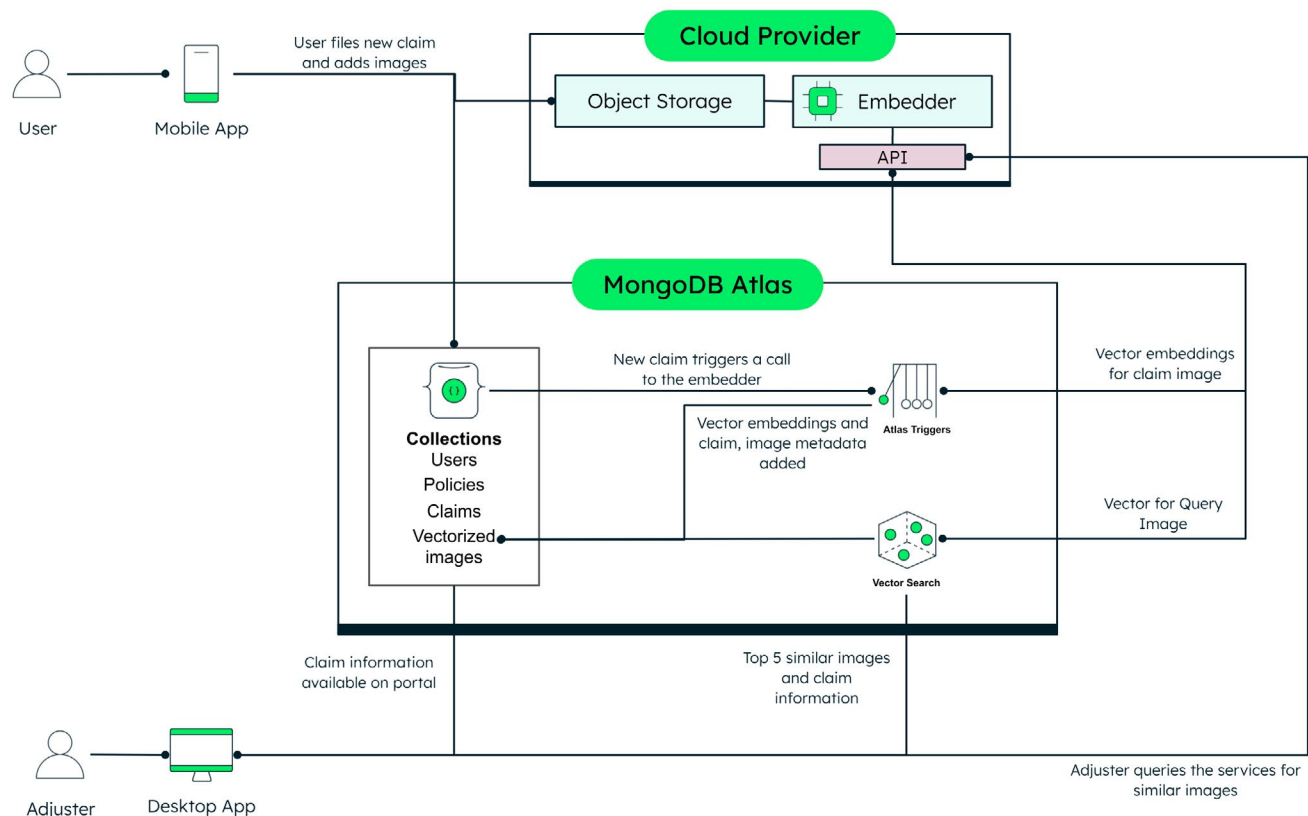 Cloud Provider
User files new claim
and adds images
Object Storage
Embedder
API
User
Mobile App
MongoDB Atlas
New claim triggers a call
to the embedder
Vector embeddings
for claim image
Atlas Triggers
Vector embeddings and
claim, image metadata
added
{}
Collections
Users
Policies
Claims
Vectorized
images
Vector for Query
Image
Vector Search
Claim information
available on portal
Top 5 similar images
and claim
information
Adjuster queries the services for
similar images
Adjuster
Desktop App